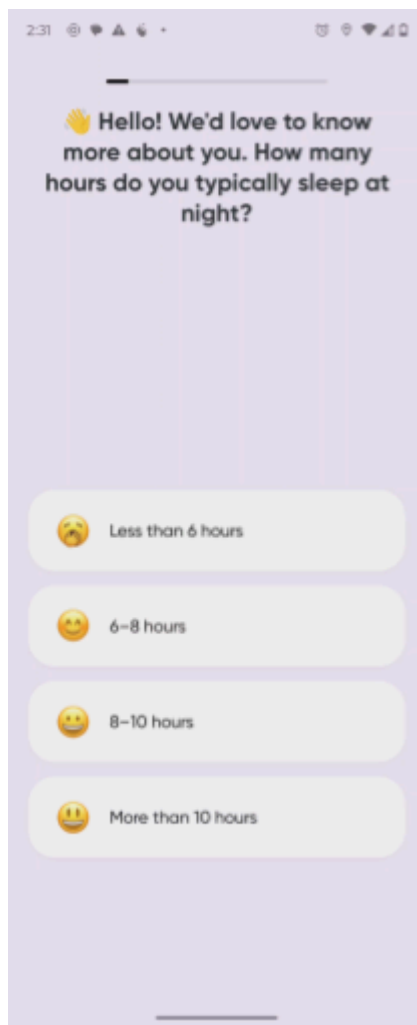 2:31
👋 Hello! We'd love to know
more about you. How many
hours do you typically sleep at
night?
Less than 6 hours
6–8 hours
8–10 hours
More than 10 hours